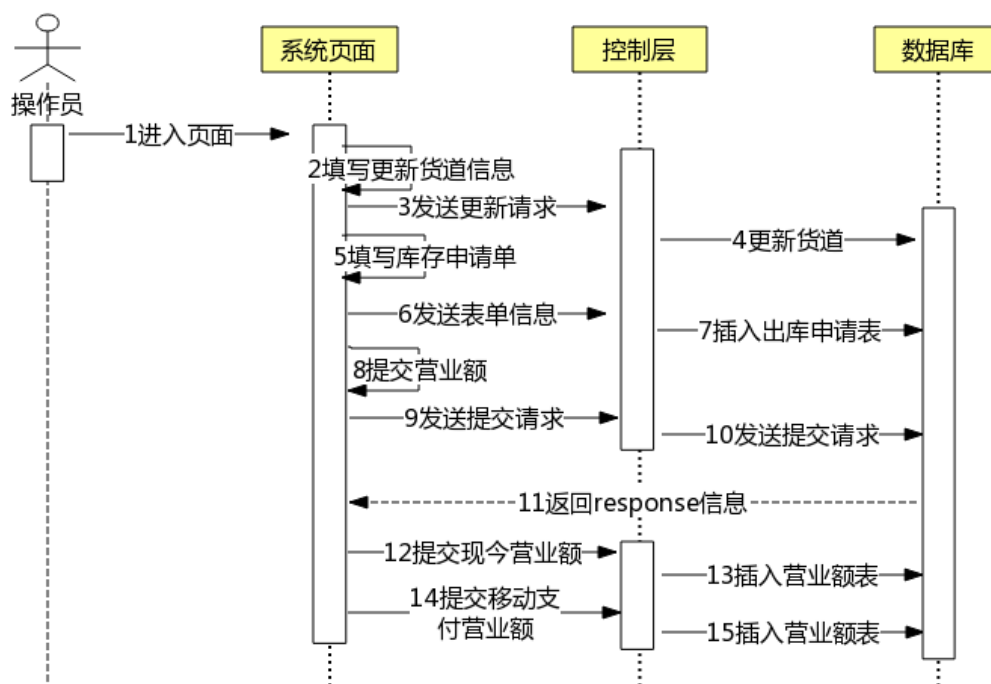 系统页面
控制层
数据库
操作员
1进入页面
2填写更新货道信息
3发送更新请求
4更新货道
5填写库存申请单
6发送表单信息
7插入出库申请表
8提交营业额
9发送提交请求
10发送提交请求
11返回response信息
12提交现今营业额
13插入营业额表
14提交移动支
付营业额
15插入营业额表